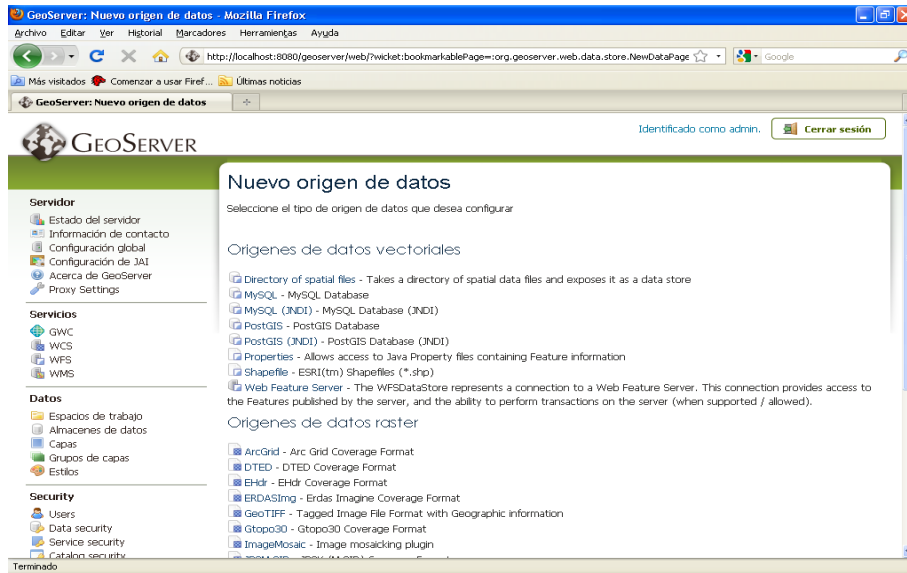 GeoServer: Nuevo origen de datos - Mozilla Firefox
Archivo Editar Ver Historial Marcadores Herramientas Ayuda
http://localhost:8080/geoserver/web/?wicket:bookmarkablePage=:org.geoserver.web.data.store.NewDataPage
Google
Más visitados Comenzar a usar Firef... Últimas noticias
GeoServer: Nuevo origen de datos
GEOSERVER
Identificado como admin. Cerrar sesión
Servidor
Estado del servidor
Información de contacto
Configuración global
Configuración de JAI
Acerca de GeoServer
Proxy Settings
Servicios
GWC
WCS
WFS
WMS
Datos
Espacios de trabajo
Almacenes de datos
Capas
Grupos de capas
Estilos
Security
Users
Data security
Service security
Catalog security
Nuevo origen de datos
Seleccione el tipo de origen de datos que desea configurar
Origenes de datos vectoriales
Directory of spatial files - Takes a directory of spatial data files and exposes it as a data store
MySQL - MySQL Database
MySQL (JNDI) - MySQL Database (JNDI)
PostGIS - PostGIS Database
PostGIS (JNDI) - PostGIS Database (JNDI)
Properties - Allows access to Java Property files containing Feature information
Shapefile - ESRI(tm) Shapefiles (*.shp)
Web Feature Server - The WFSDataStore represents a connection to a Web Feature Server. This connection provides access to
the Features published by the server, and the ability to perform transactions on the server (when supported / allowed).
Origenes de datos raster
ArcGrid - Arc Grid Coverage Format
DTED - DTED Coverage Format
EHdr - EHdr Coverage Format
ERDASImg - Erdas Imagine Coverage Format
GeoTIFF - Tagged Image File Format with Geographic information
Gtopo30 - Gtopo30 Coverage Format
ImageMosaic - Image mosaicking plugin
Terminado